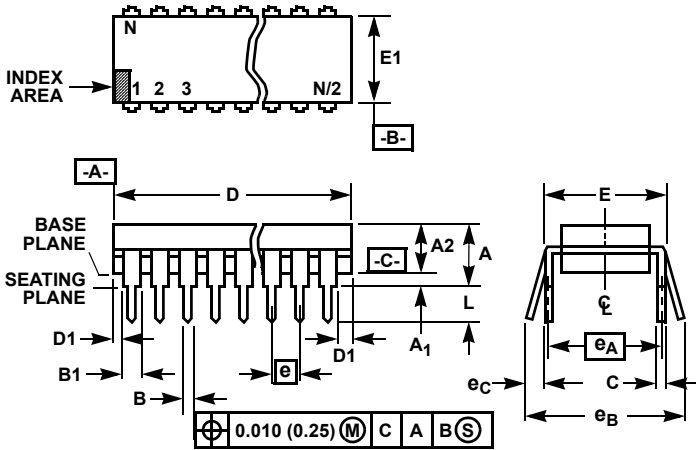 N
E1
INDEX
AREA
1 2 3 N/2
-B-
-A-
D
E
BASE
PLANE
A2
A
-C-
SEATING
PLANE
L
C
L
D1
A1
D1
eA
B1
e
eC
C
B
eB
0.010 (0.25) M C A B S